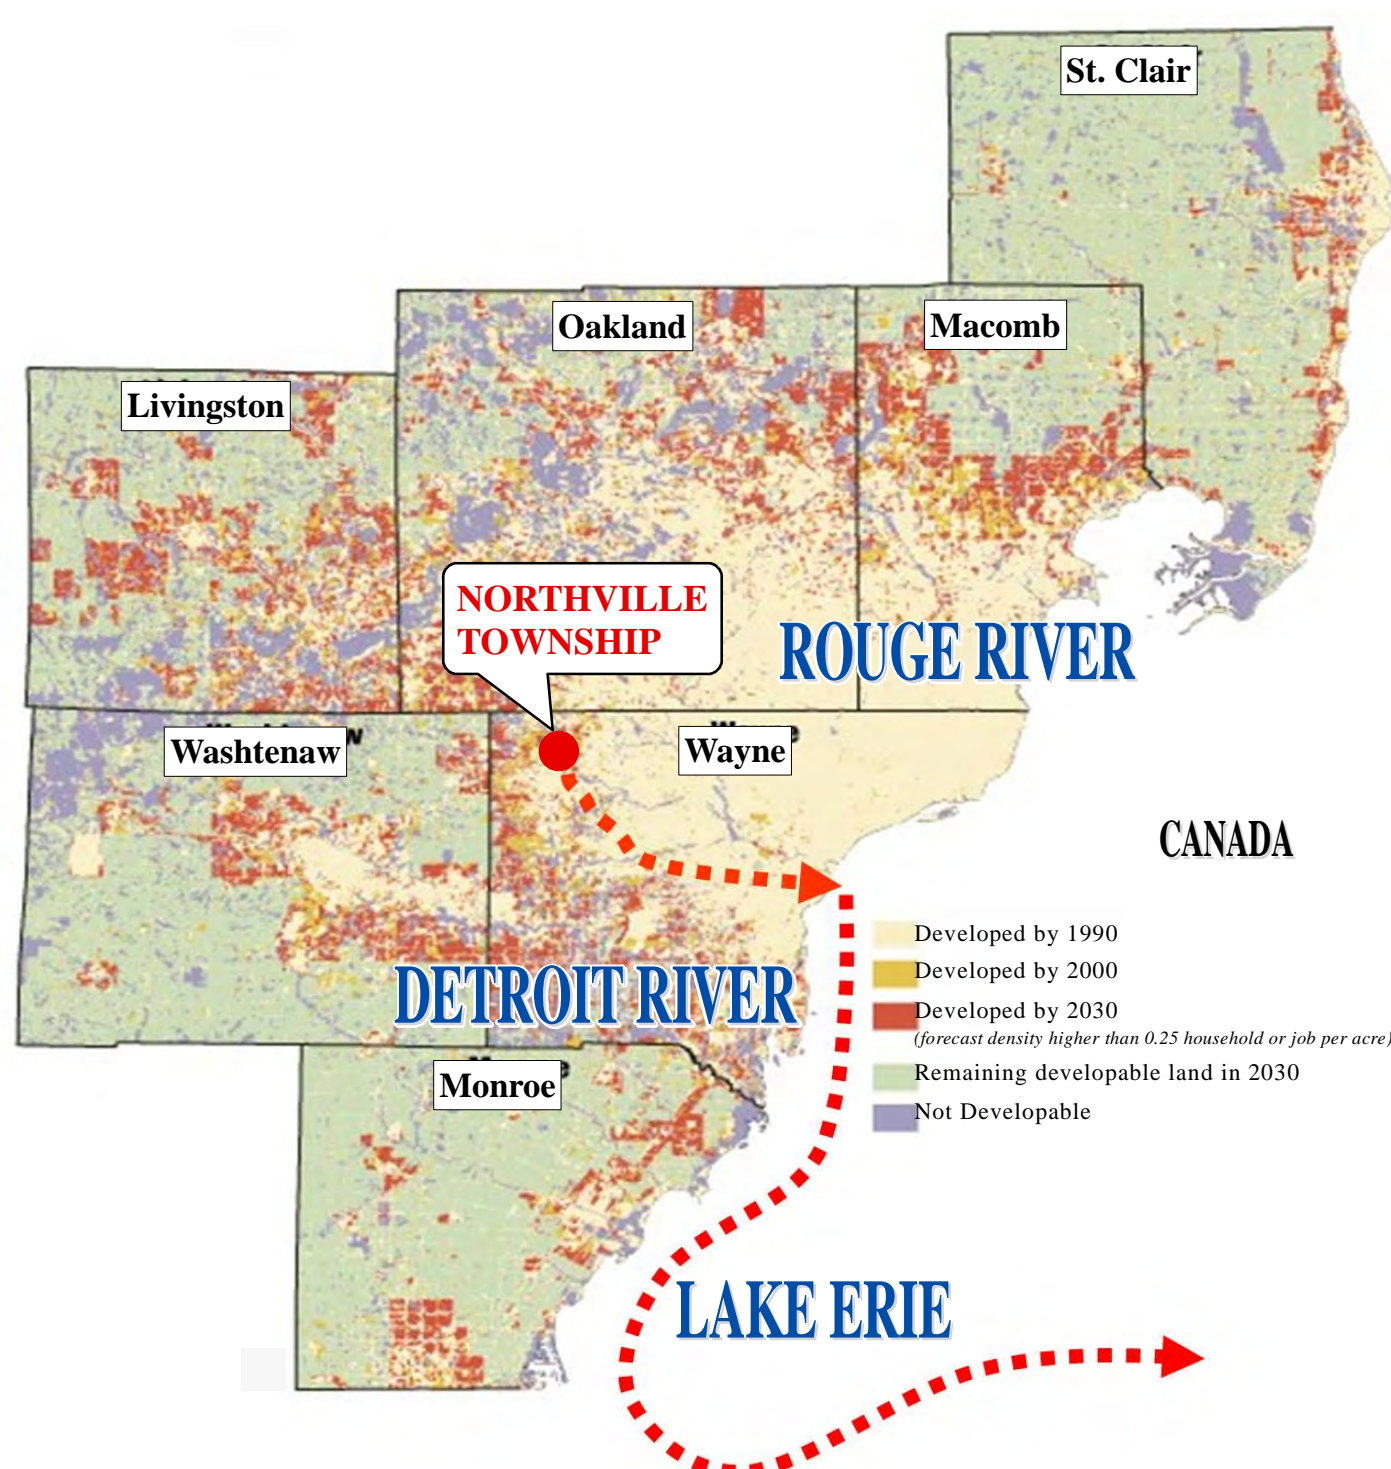 St. Clair
Oakland
Macomb
Livingston
NORTHVILLE
TOWNSHIP
ROUGE RIVER
Washtenaw
Wayne
CANADA
Developed by 1990
Developed by 2000
DETROIT RIVER
Developed by 2030
(forecast density higher than 0.25 household or job per acre)
Remaining developable land in 2030
Monroe
Not Developable
LAKE ERIE